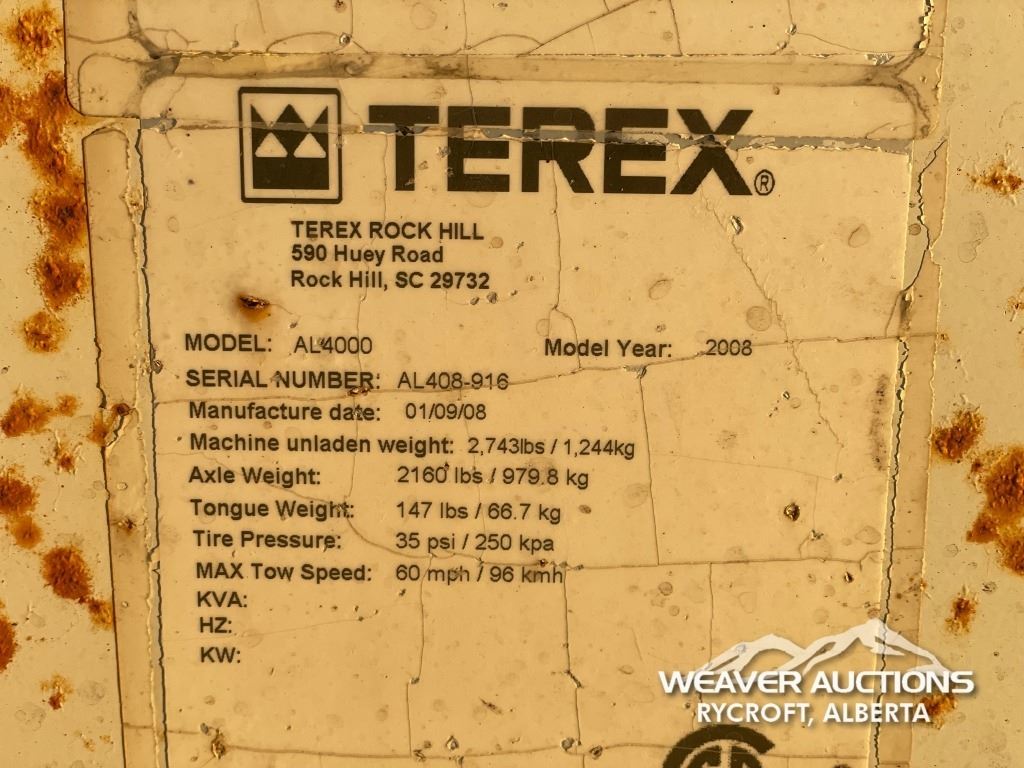 TEREX®
TEREX ROCK HILL
590 Huey Road
Rock Hill, SC 29732
MODEL: AL4000 Model Year: 2008
SERIAL NUMBER: AL408-916
Manufacture date: 01/09/08
Machine unladen weight: 2,743lbs / 1,244kg
Axle Weight: 2160 lbs / 979.8 kg
Tongue Weight: 147 lbs / 66.7 kg
Tire Pressure: 35 psi / 250 kpa
MAX Tow Speed: 60 mph / 96 kmh
KVA:
HZ:
KW:
WEAVER AUCTIONS
RYCROFT, ALBERTA